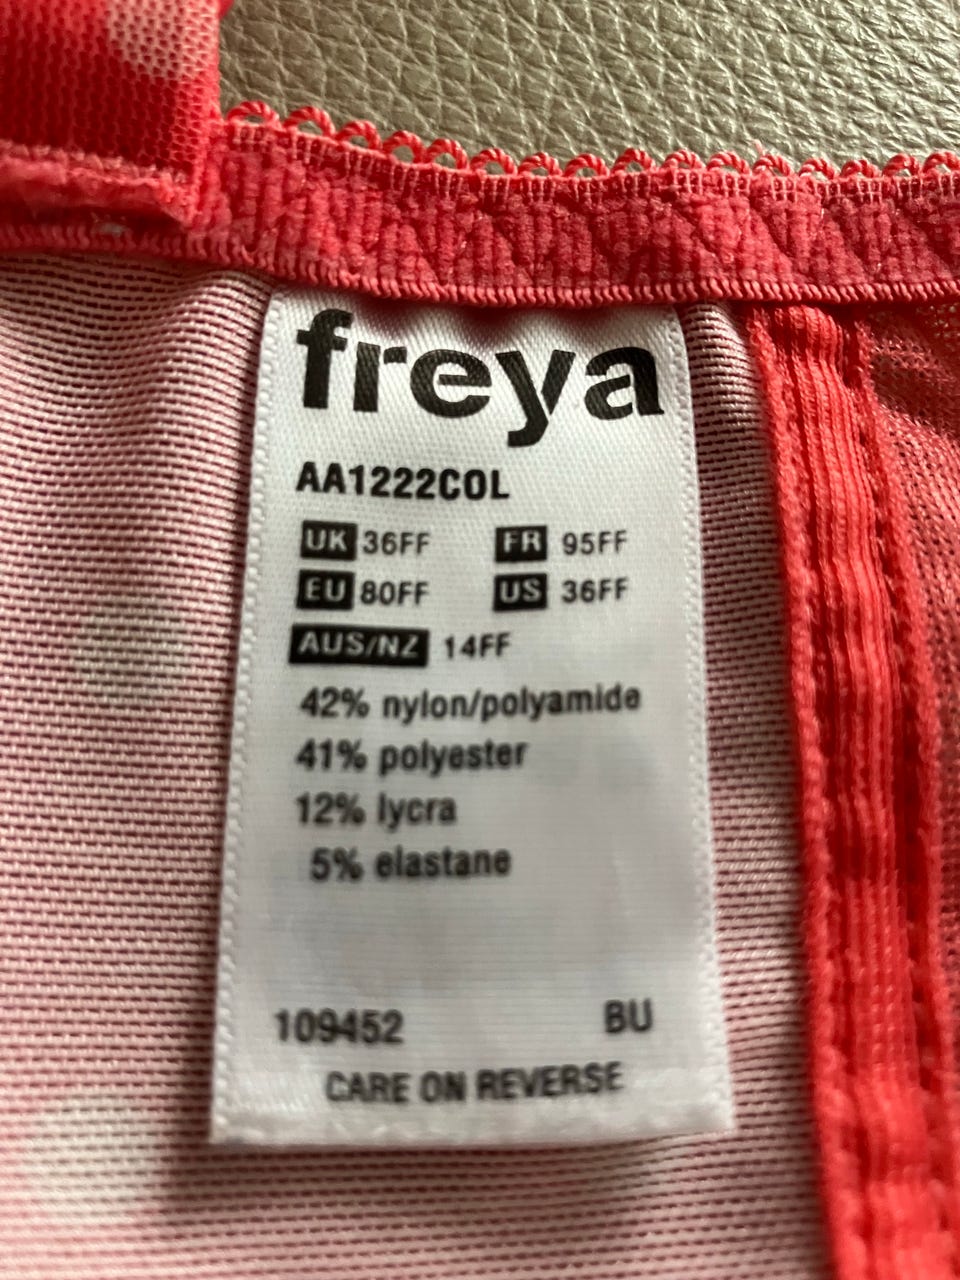 freya
AA1222COL
UK 36FF FR 95FF
EU 80FF US 36FF
AUS/NZ 14FF
42% nylon/polyamide
41% polyester
12% lycra
5% elastane
109452 BU
CARE ON REVERSE